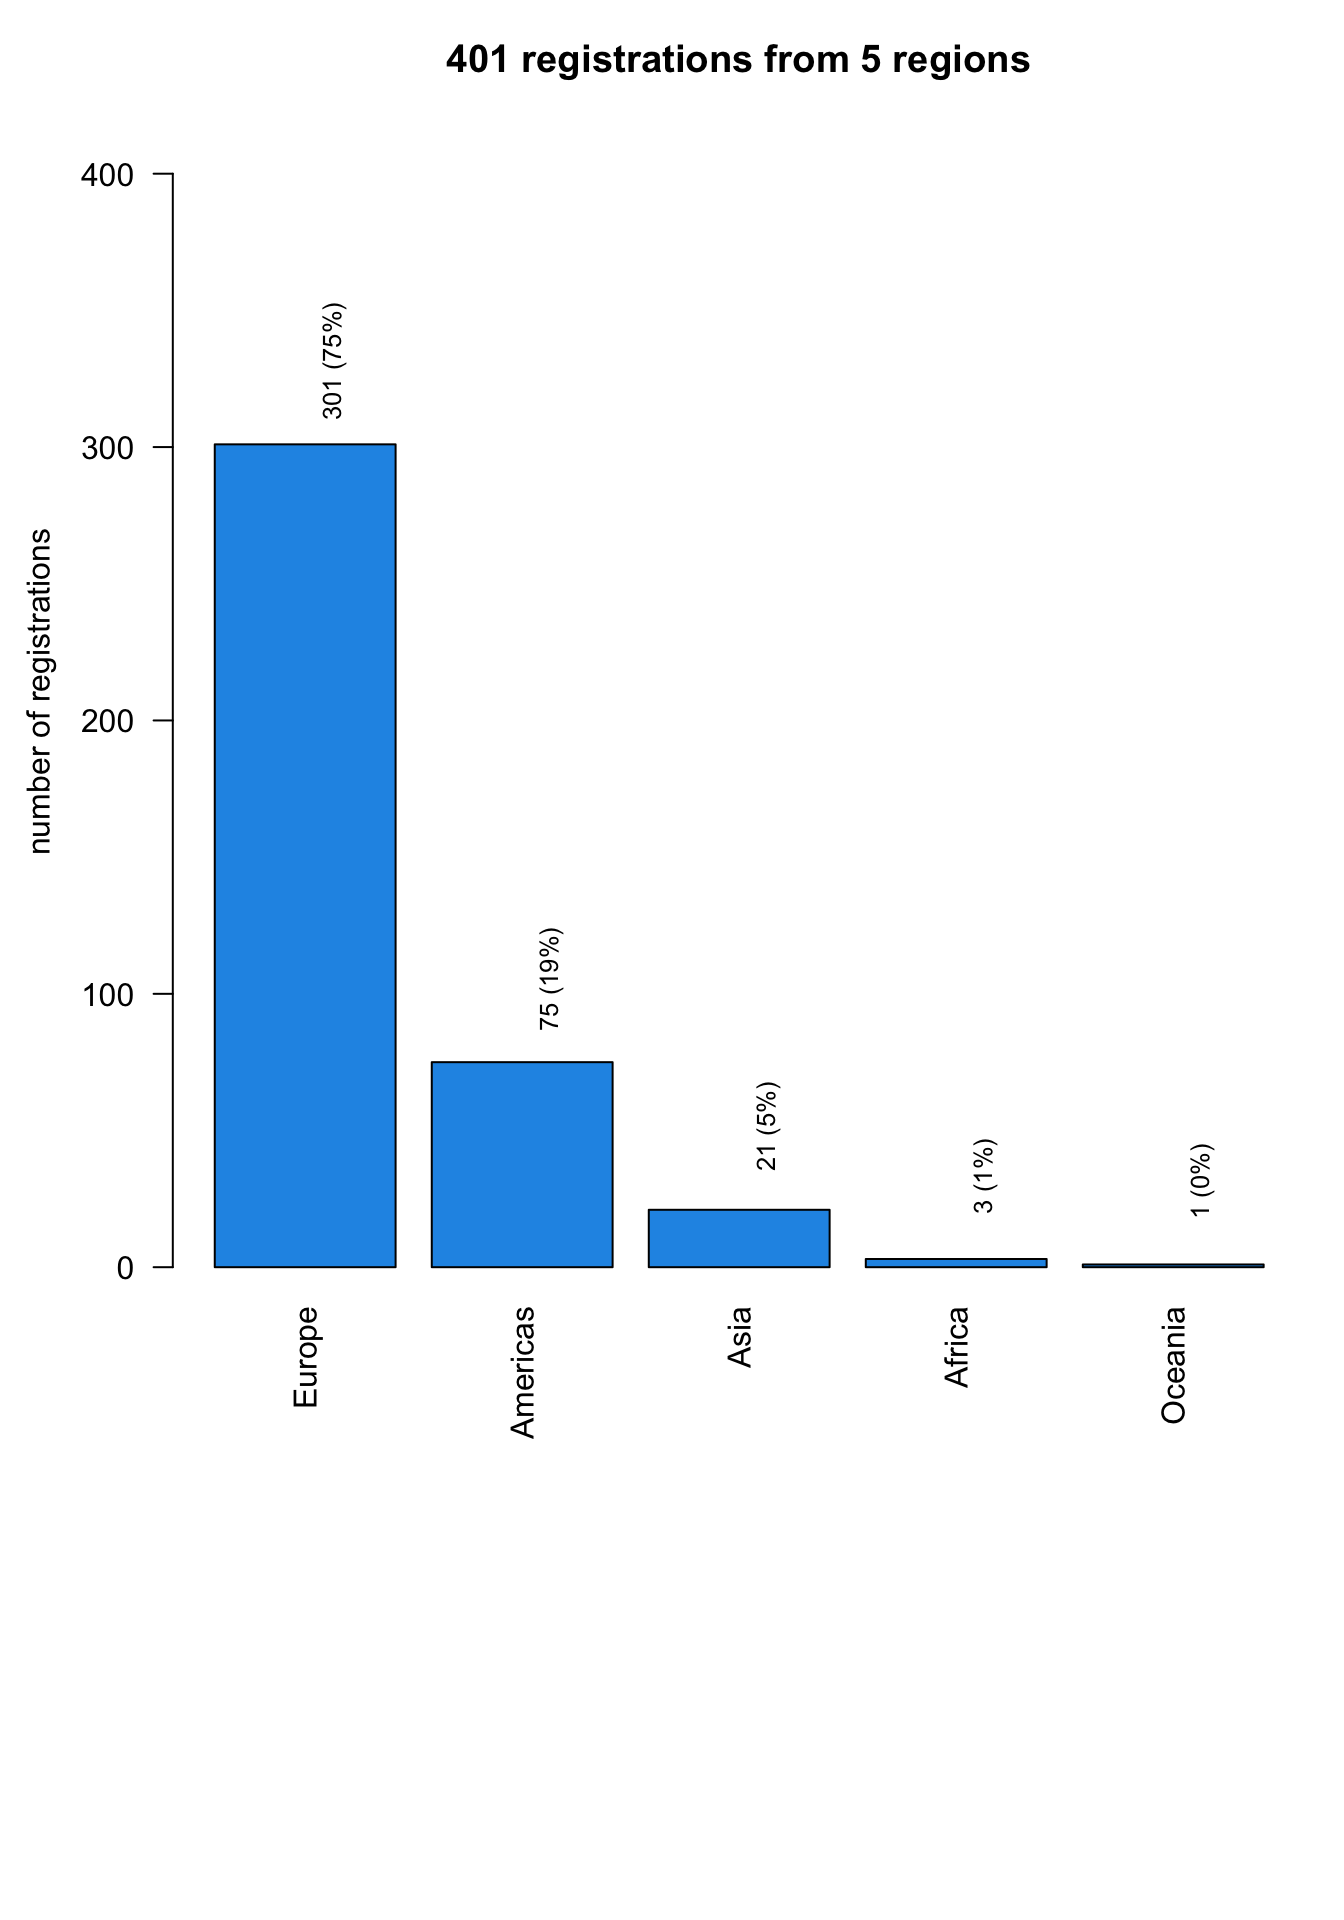 401 registrations from 5 regions
number of registrations
400
300
200
100
0
301 (75%)
75 (19%)
21 (5%)
3 (1%)
1 (0%)
Europe
Americas
Asia
Africa
Oceania